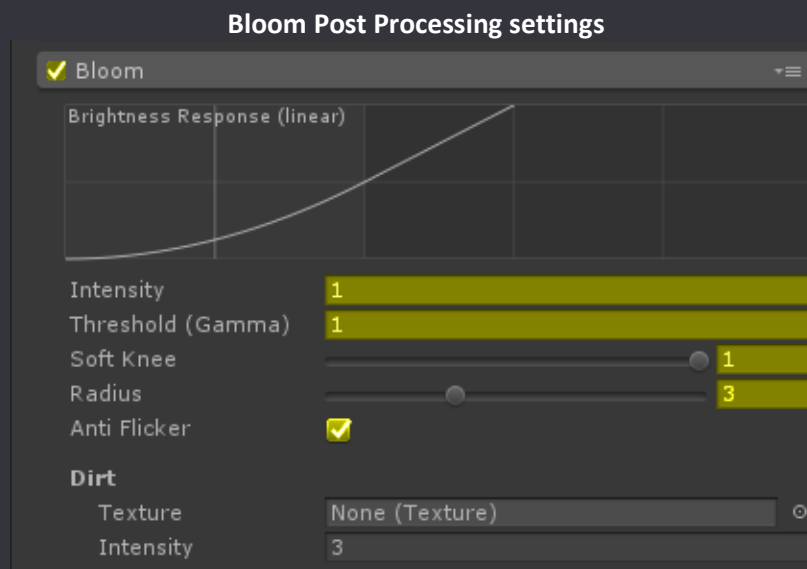 Bloom Post Processing settings
Bloom
Brightness Response (linear)
Intensity 1
Threshold (Gamma) 1
Soft Knee 1
Radius 3
Anti Flicker
Dirt
Texture None (Texture)
Intensity 3